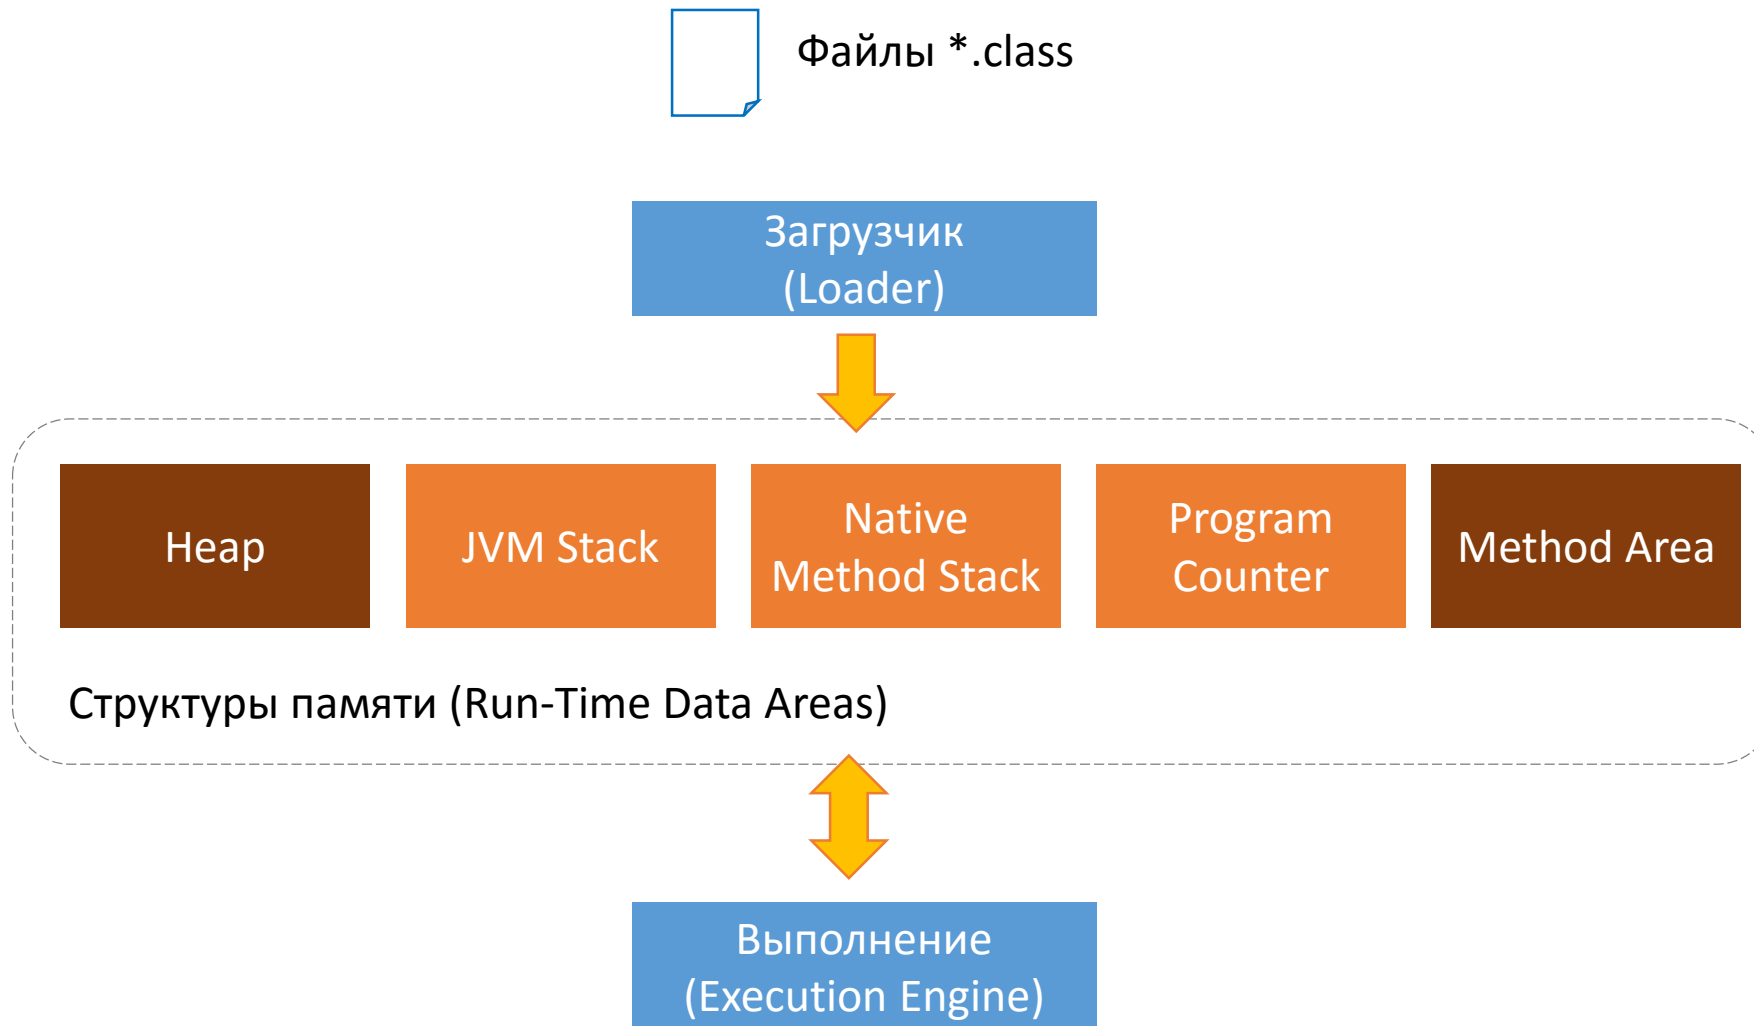 Файлы *.class
Загрузчик
(Loader)
Heap
JVM Stack
Native
Method Stack
Program
Counter
Method Area
Структуры памяти (Run-Time Data Areas)
Выполнение
(Execution Engine)